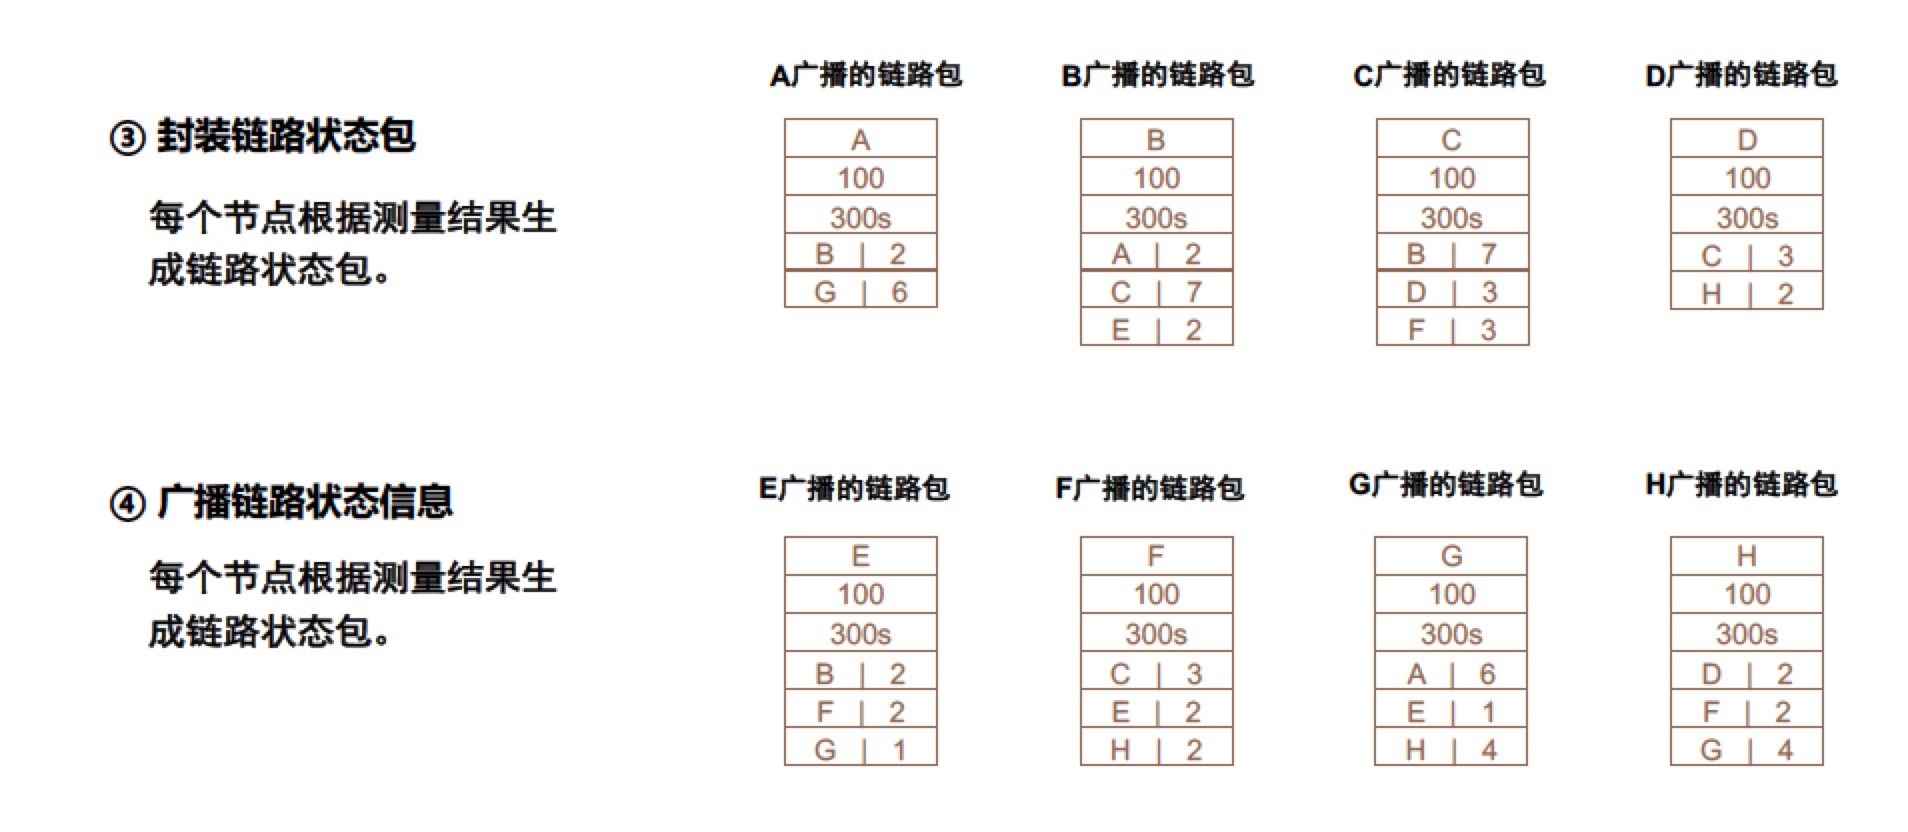 ③ 封装链路状态包
每个节点根据测量结果生
成链路状态包。
A广播的链路包
A
100
300s
B | 2
G | 6
B广播的链路包
B
100
300s
A | 2
C | 7
E | 2
C广播的链路包
C
100
300s
B | 7
D | 3
F | 3
D广播的链路包
D
100
300s
C | 3
H | 2
④ 广播链路状态信息
每个节点根据测量结果生
成链路状态包。
E广播的链路包
E
100
300s
B | 2
F | 2
G | 1
F广播的链路包
F
100
300s
C | 3
E | 2
H | 2
G广播的链路包
G
100
300s
A | 6
E | 1
H | 4
H广播的链路包
H
100
300s
D | 2
F | 2
G | 4